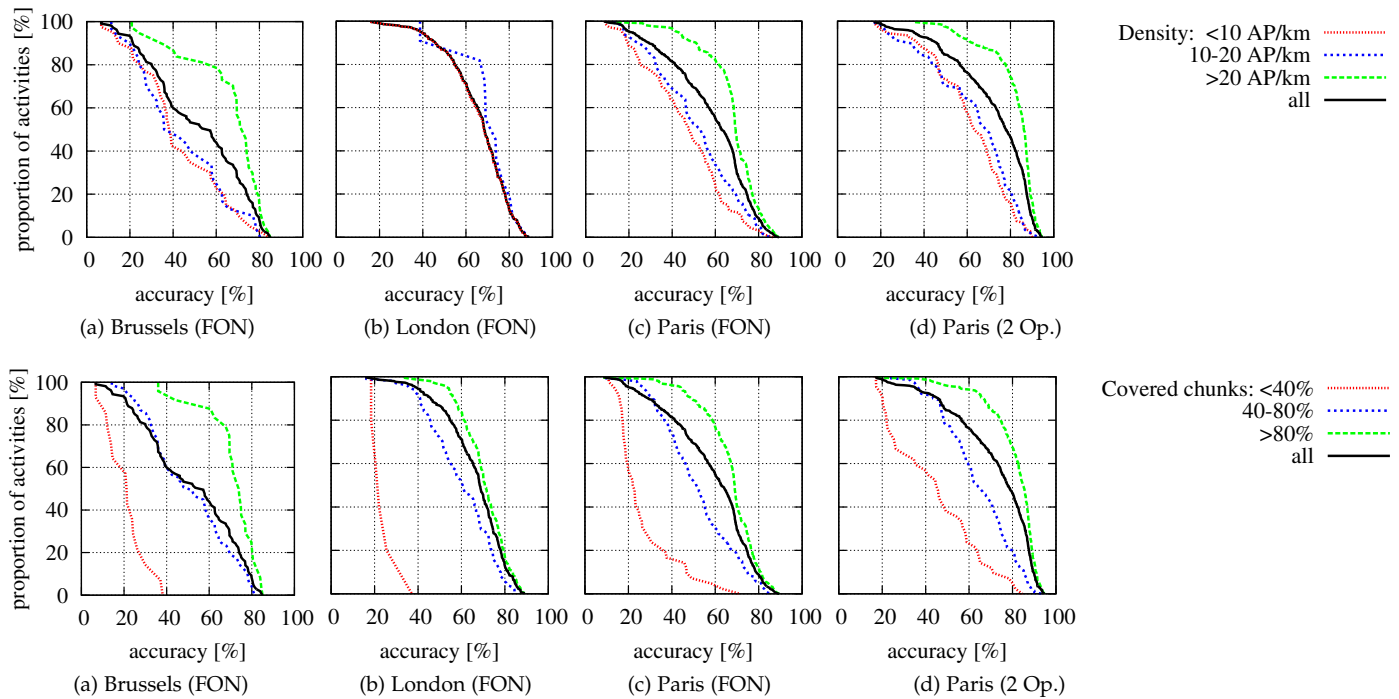 proportion of activities [%]
100
80
60
40
20
0
0 20 40 60 80 100
accuracy [%]
(a) Brussels (FON)
0 20 40 60 80 100
accuracy [%]
(b) London (FON)
0 20 40 60 80 100
accuracy [%]
(c) Paris (FON)
0 20 40 60 80 100
accuracy [%]
(d) Paris (2 Op.)
Density: <10 AP/km
10-20 AP/km
>20 AP/km
all
proportion of activities [%]
100
80
60
40
20
0
0 20 40 60 80 100
accuracy [%]
(a) Brussels (FON)
0 20 40 60 80 100
accuracy [%]
(b) London (FON)
0 20 40 60 80 100
accuracy [%]
(c) Paris (FON)
0 20 40 60 80 100
accuracy [%]
(d) Paris (2 Op.)
Covered chunks: <40%
40-80%
>80%
all